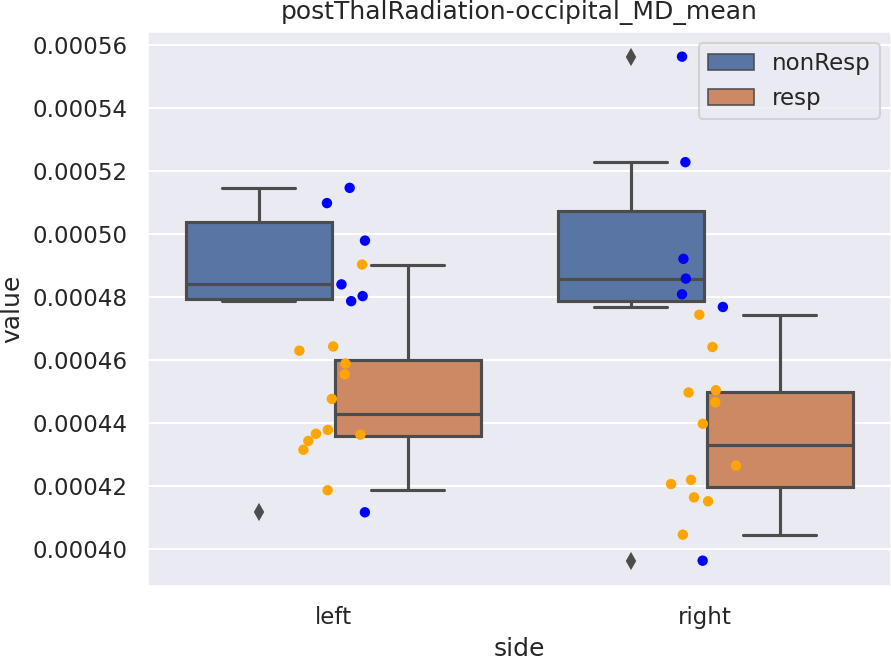 postThalRadiation-occipital_MD_mean
nonResp
resp
0.00056
0.00054
0.00052
0.00050
0.00048
0.00046
0.00044
0.00042
0.00040
value
left
right
side